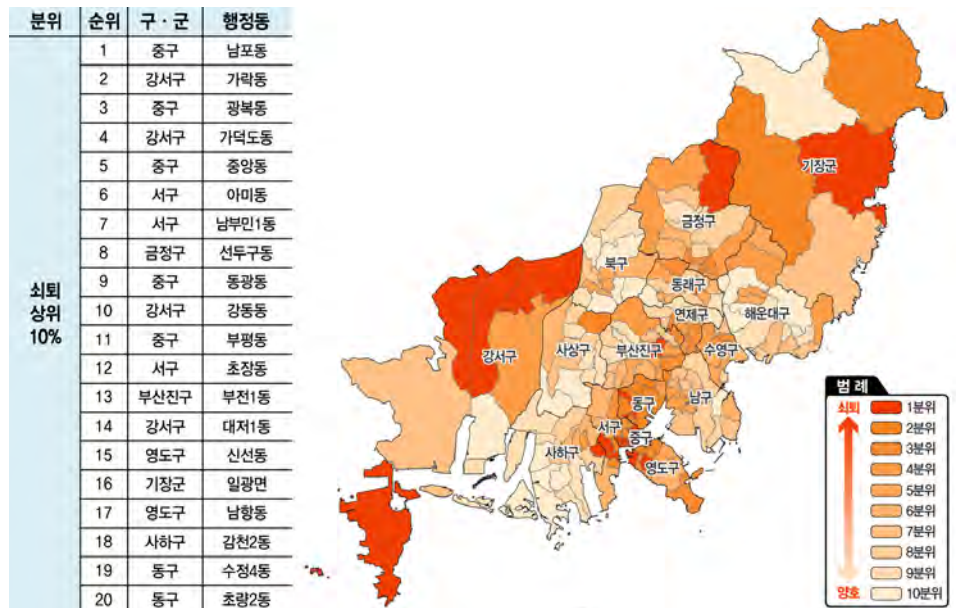 분위 순위 구·군 행정동
쇠퇴
상위
10%
1 중구 남포동
2 강서구 가락동
3 중구 광복동
4 강서구 가덕도동
5 중구 중앙동
6 서구 아미동
7 서구 남부민1동
8 금정구 선두구동
9 중구 동광동
10 강서구 강동동
11 중구 부평동
12 서구 초장동
13 부산진구 부전1동
14 강서구 대저1동
15 영도구 신선동
16 기장군 일광면
17 영도구 남항동
18 사하구 감천2동
19 동구 수정4동
20 동구 초량2동
기장군
금정구
북구
동래구
연제구
해운대구
강서구
사상구
부산진구
수영구
동구
남구
서구
중구
사하구
영도구
범 례
쇠퇴
1분위
2분위
3분위
4분위
5분위
6분위
7분위
8분위
9분위
양호
10분위